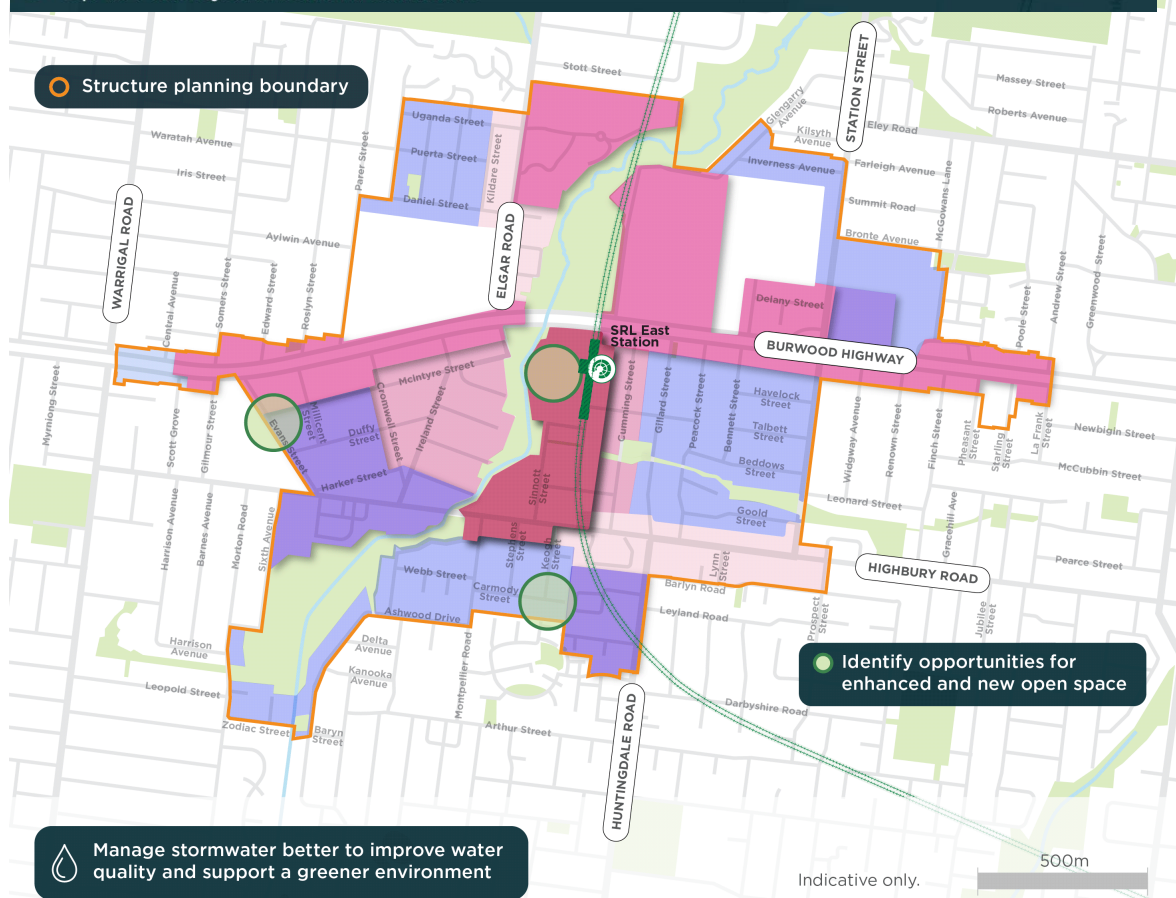 Structure planning boundary
Stott Street
STATION STREET
Massey Street
Roberts Avenue
Glengarry
Avenue
Kilsyth
Avenue
Eley Road
Waratah Avenue
Iris Street
Parer Street
Uganda Street
Puerta Street
Daniel Street
Kildare Street
Inverness Avenue
Farleigh Avenue
McGowans Lane
Summit Road
Bronte Avenue
WARRIGAL ROAD
Aylwin Avenue
ELGAR ROAD
Central Avenue
Somers Street
Edward Street
Roslyn Street
Delany Street
Poole Street
Andrew Street
Greenwood Street
SRL East
Station
BURWOOD HIGHWAY
Myrniong Street
Mcintyre Street
Scott Grove
Gilmour Street
Evans Street
Millicent
Street
Duffy
Street
Cromwell Street
Ireland Street
Cumming Street
Gillard Street
Peacock Street
Bennett Street
Havelock
Street
Talbett
Street
Beddows
Street
Goold
Street
Widgway Avenue
Renown Street
Finch Street
Pheasant
Street
Starling
Street
La Frank
Street
Newbigin Street
McCubbin Street
Harker Street
Sinnott
Street
Leonard Street
Harrison Avenue
Barnes Avenue
Morton Road
Sixth Avenue
Stephens
Street
Keogh
Street
Gracehill Ave
Pearce Street
Webb Street
Carmody
Street
Ashwood Drive
Lynn
Street
Barlyn Road
Leyland Road
HIGHBURY ROAD
Prospect
Street
Jubilee
Street
Harrison
Avenue
Delta
Avenue
Kanooka
Avenue
Montpellier Road
Leopold Street
Zodiac Street
Baryn
Street
Arthur Street
HUNTINGDALE ROAD
Darbyshire Road
Identify opportunities for
enhanced and new open space
Manage stormwater better to improve water
quality and support a greener environment
500m
Indicative only.